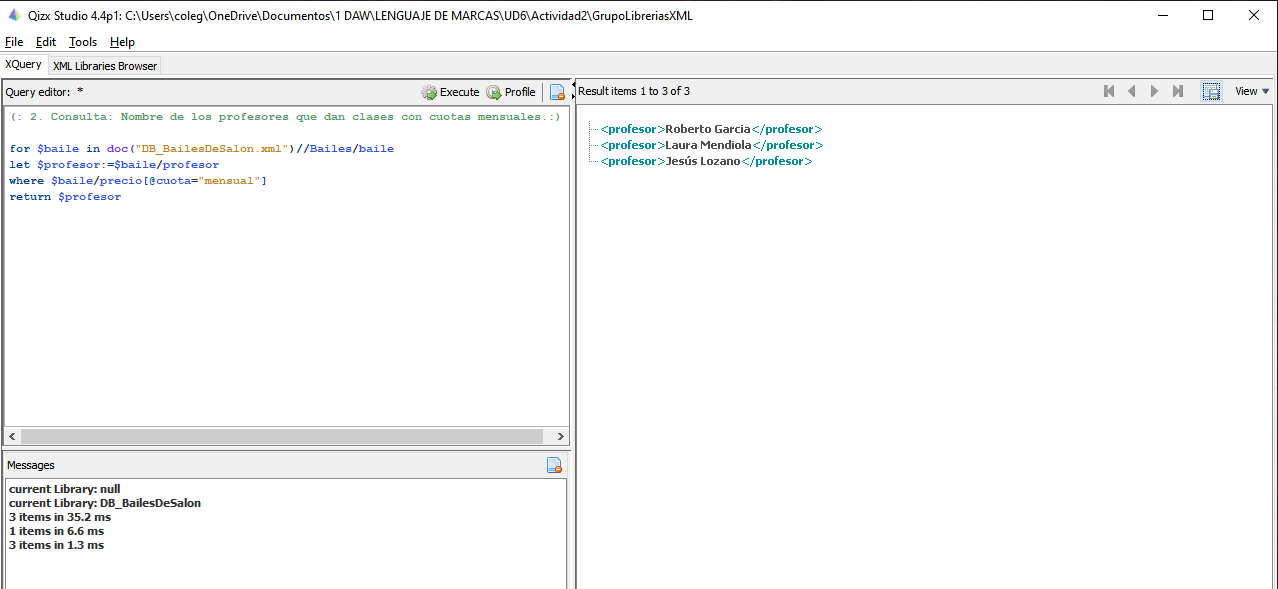 Qizx Studio 4.4p1: C:\Users\coleg\OneDrive\Documentos\1 DAW\LENGUAJE DE MARCAS\UD6\Actividad2\GrupoLibreriasXML
File Edit Tools Help
XQuery XML Libraries Browser
Query editor: * Execute Profile
(: 2. Consulta: Nombre de los profesores que dan clases con cuotas mensuales.:)
for $baile in doc("DB_BailesDeSalon.xml")//Bailes/baile
let $profesor:=$baile/profesor
where $baile/precio[@cuota="mensual"]
return $profesor
Messages
current Library: null
current Library: DB_BailesDeSalon
3 items in 35.2 ms
1 items in 6.6 ms
3 items in 1.3 ms
Result items 1 to 3 of 3 View
<profesor>Roberto Garcia</profesor>
<profesor>Laura Mendiola</profesor>
<profesor>Jesús Lozano</profesor>